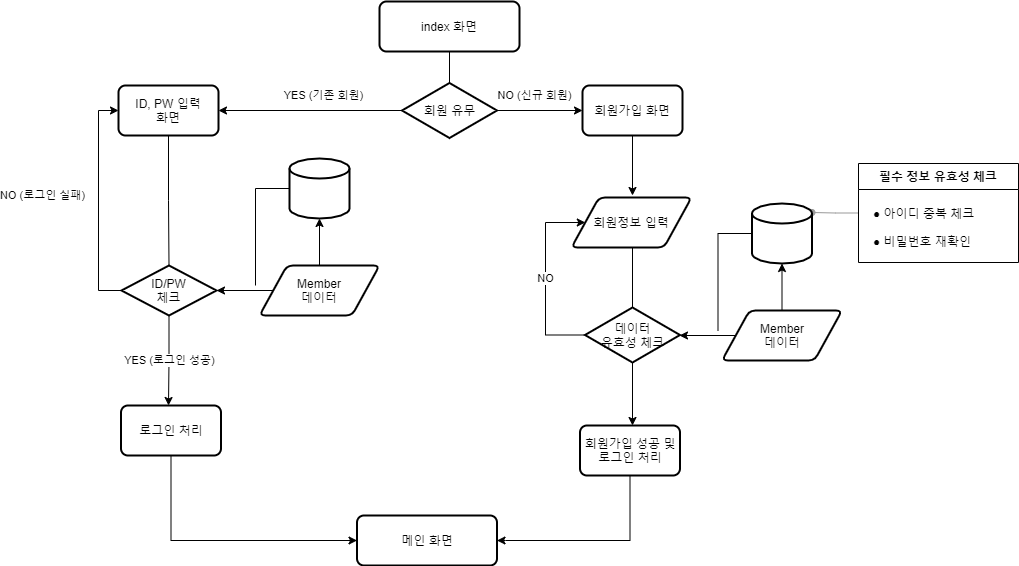 index 화면
ID, PW 입력
화면
YES (기존 회원)
회원 유무
NO (신규 회원)
회원가입 화면
NO (로그인 실패)
필수 정보 유효성 체크
● 아이디 중복 체크
● 비밀번호 재확인
회원정보 입력
ID/PW
체크
Member
데이터
NO
데이터
유효성 체크
Member
데이터
YES (로그인 성공)
로그인 처리
회원가입 성공 및
로그인 처리
메인 화면